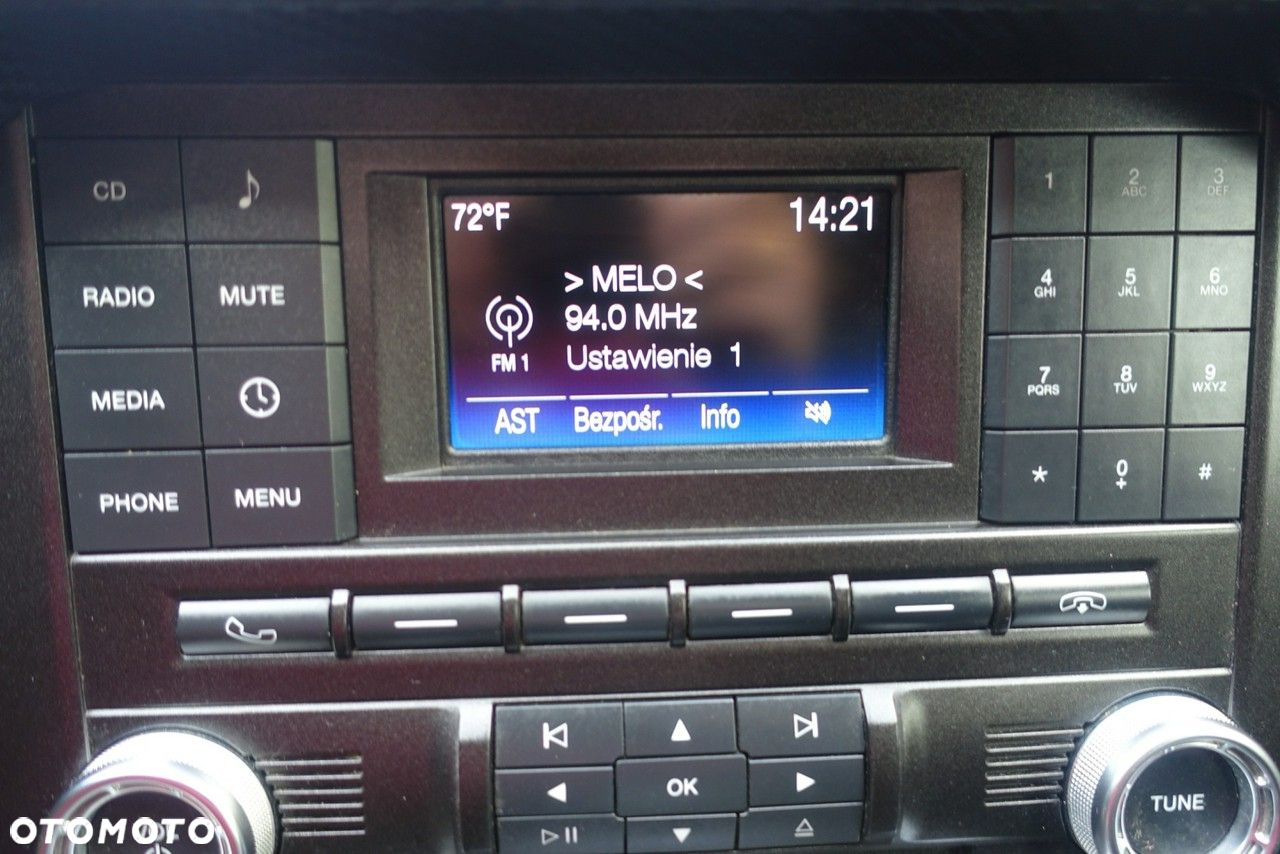 CD
RADIO
MUTE
MEDIA
PHONE
MENU
72°F
14:21
> MELO <
94.0 MHz
FM 1
Ustawienie 1
AST
Bezpośr.
Info
1
2
ABC
3
DEF
4
GHI
5
JKL
6
MNO
7
PQRS
8
TUV
9
WXYZ
*
0
+
#
OK
TUNE
OTOMOTO